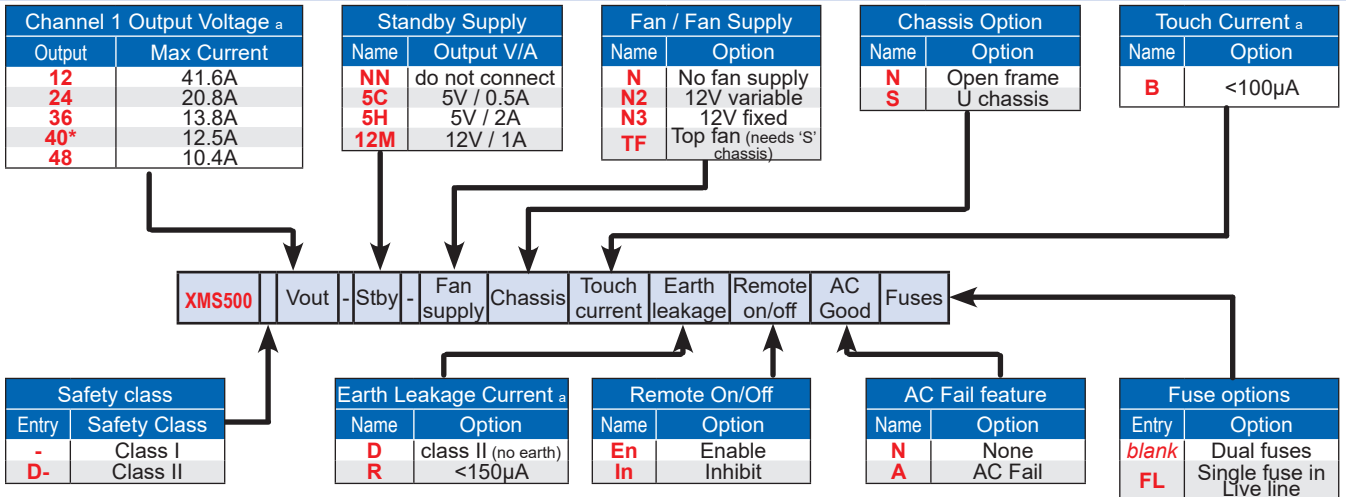 Channel 1 Output Voltage a
Output Max Current
12 41.6A
24 20.8A
36 13.8A
40* 12.5A
48 10.4A
Standby Supply
Name Output V/A
NN do not connect
5C 5V / 0.5A
5H 5V / 2A
12M 12V / 1A
Fan / Fan Supply
Name Option
N No fan supply
N2 12V variable
N3 12V fixed
TF Top fan (needs 'S'
chassis)
Chassis Option
Name Option
N Open frame
S U chassis
Touch Current a
Name Option
B <100µA
XMS500 Vout - Stby - Fan
supply Chassis Touch
current Earth
leakage Remote
on/off AC
Good Fuses
Safety class
Entry Safety Class
- Class I
D- Class II
Earth Leakage Current a
Name Option
D class II (no earth)
R <150µA
Remote On/Off
Name Option
En Enable
In Inhibit
AC Fail feature
Name Option
N None
A AC Fail
Fuse options
Entry Option
blank Dual fuses
FL Single fuse in
Live line